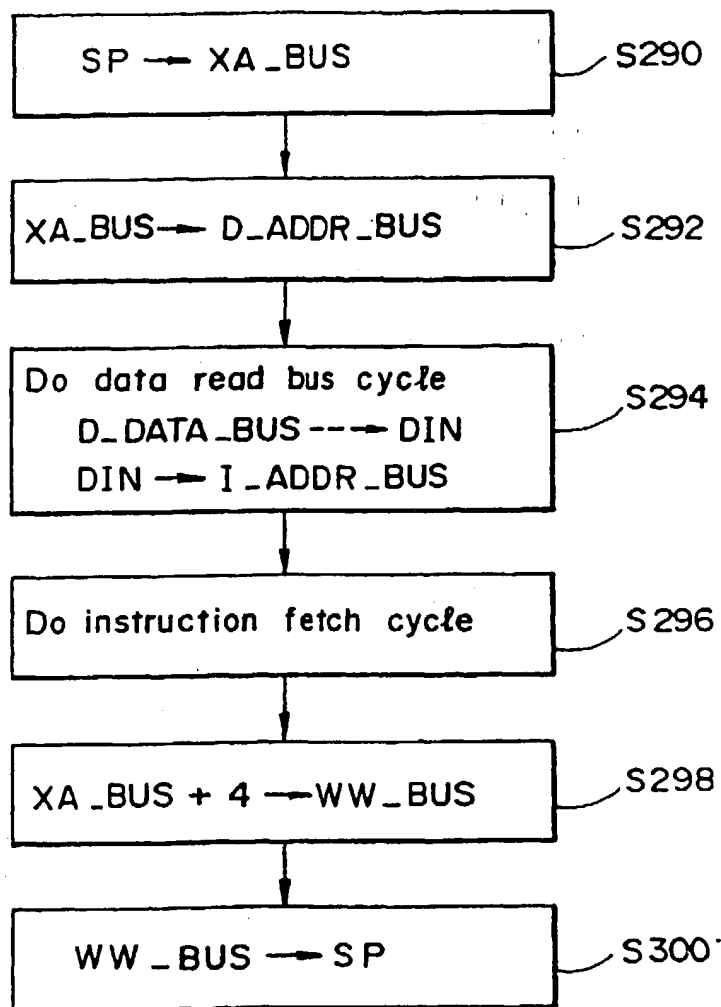 SP → XA_BUS
S290
XA_BUS → D_ADDR_BUS
S292
Do data read bus cycle
D_DATA_BUS ---→ DIN
DIN → I_ADDR_BUS
S294
Do instruction fetch cycle
S296
XA_BUS + 4 → WW_BUS
S298
WW_BUS → SP
S300